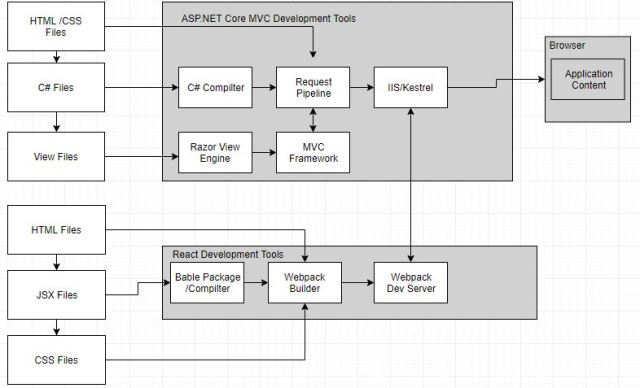 HTML /CSS
Files
ASP.NET Core MVC Development Tools
Browser
C# Files
C# Compilter
Request
Pipeline
IIS/Kestrel
Application
Content
View Files
Razor View
Engine
MVC
Framework
HTML Files
React Development Tools
JSX Files
Bable Package
/Compilter
Webpack
Builder
Webpack
Dev Server
CSS Files